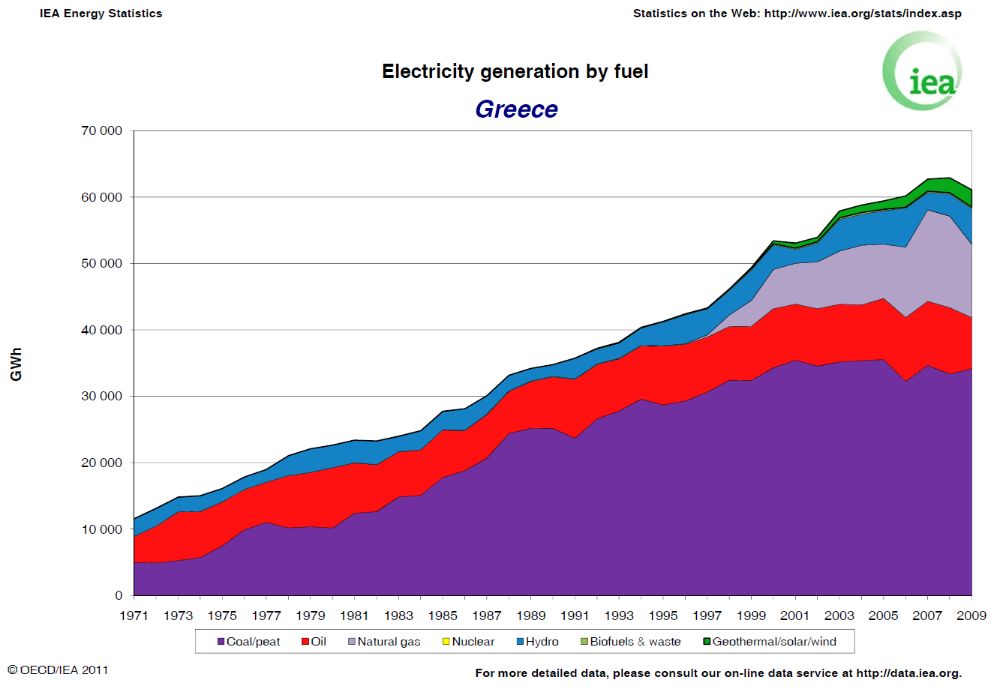 IEA Energy Statistics
Statistics on the Web: http://www.iea.org/stats/index.asp
iea
Electricity generation by fuel
Greece
70 000
60 000
50 000
40 000
30 000
20 000
10 000
0
GWh
1971 1973 1975 1977 1979 1981 1983 1985 1987 1989 1991 1993 1995 1997 1999 2001 2003 2005 2007 2009
Coal/peat Oil Natural gas Nuclear Hydro Biofuels & waste Geothermal/solar/wind
© OECD/IEA 2011
For more detailed data, please consult our on-line data service at http://data.iea.org.